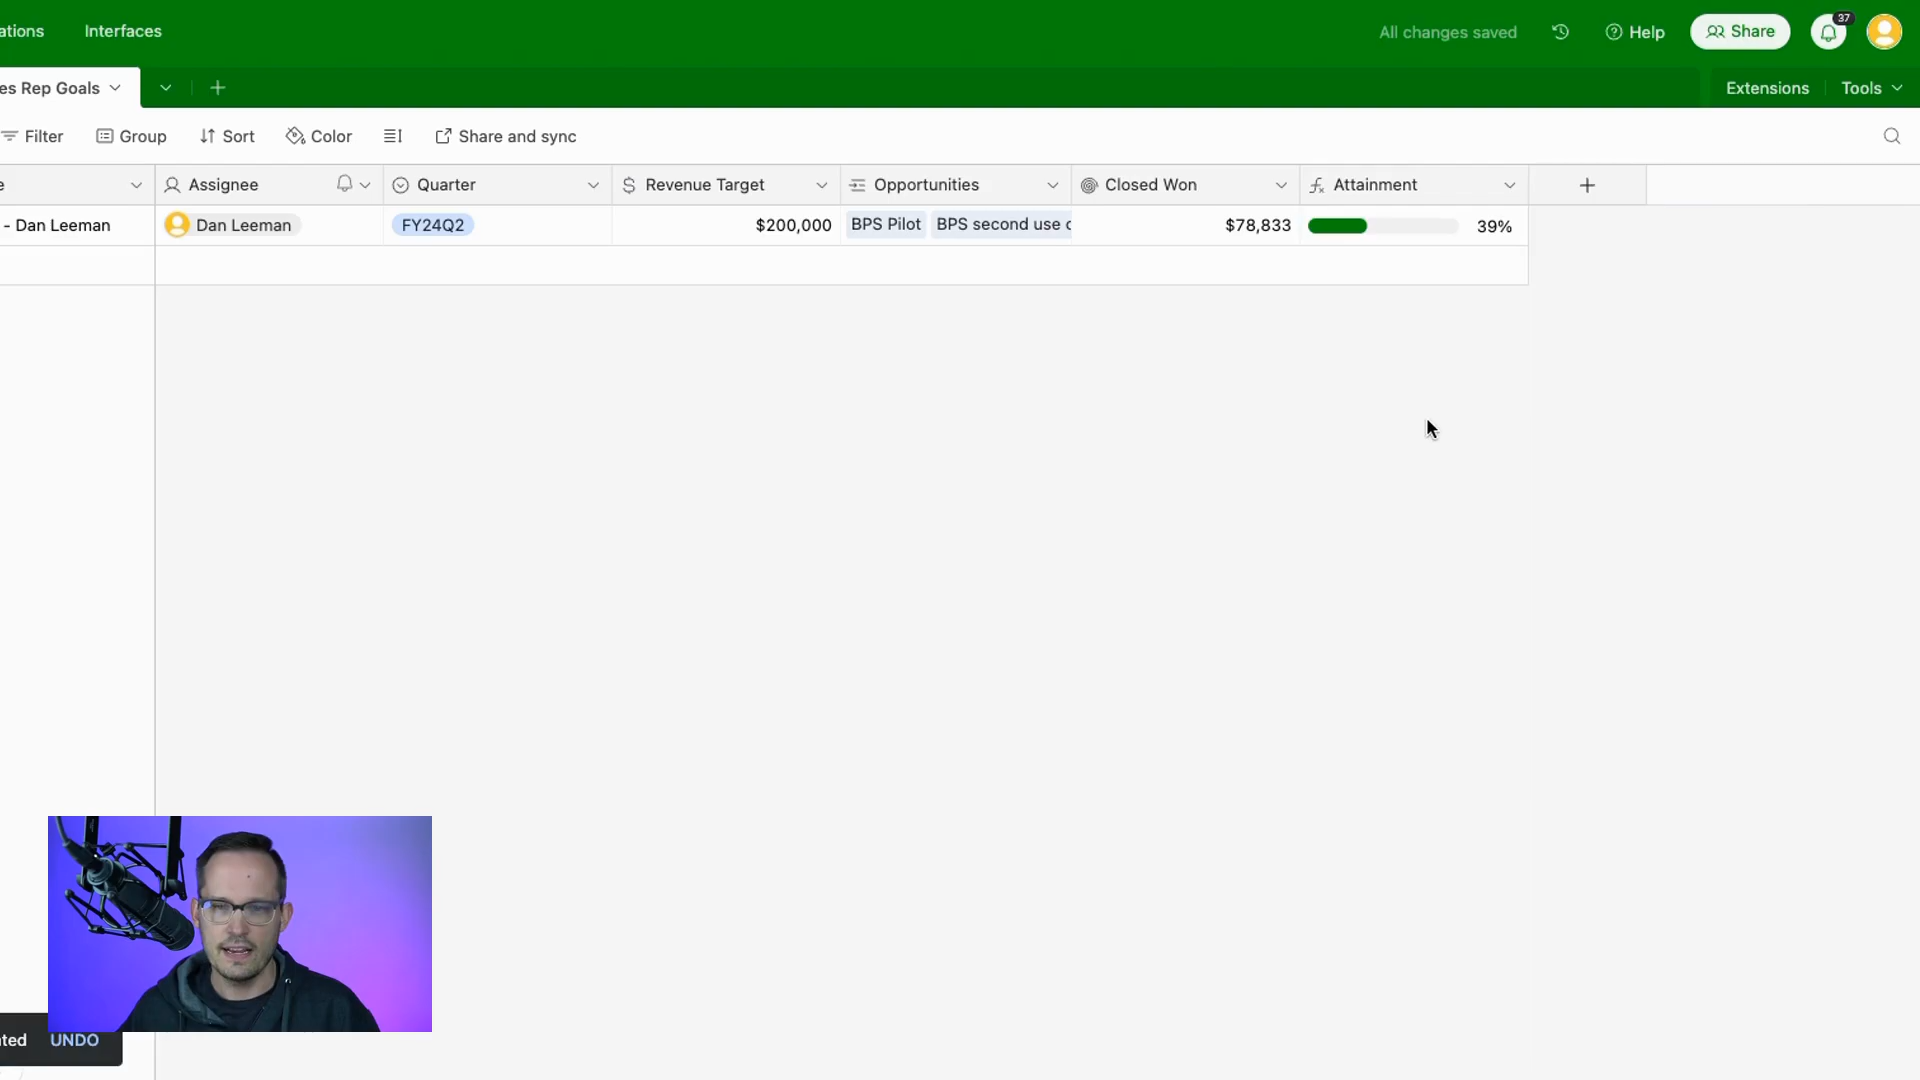 ations Interfaces All changes saved Help Share 37
es Rep Goals Extensions Tools
Filter Group Sort Color Share and sync
e Assignee Quarter Revenue Target Opportunities Closed Won Attainment
- Dan Leeman Dan Leeman FY24Q2 $200,000 BPS Pilot BPS second use c $78,833 39%
ated UNDO